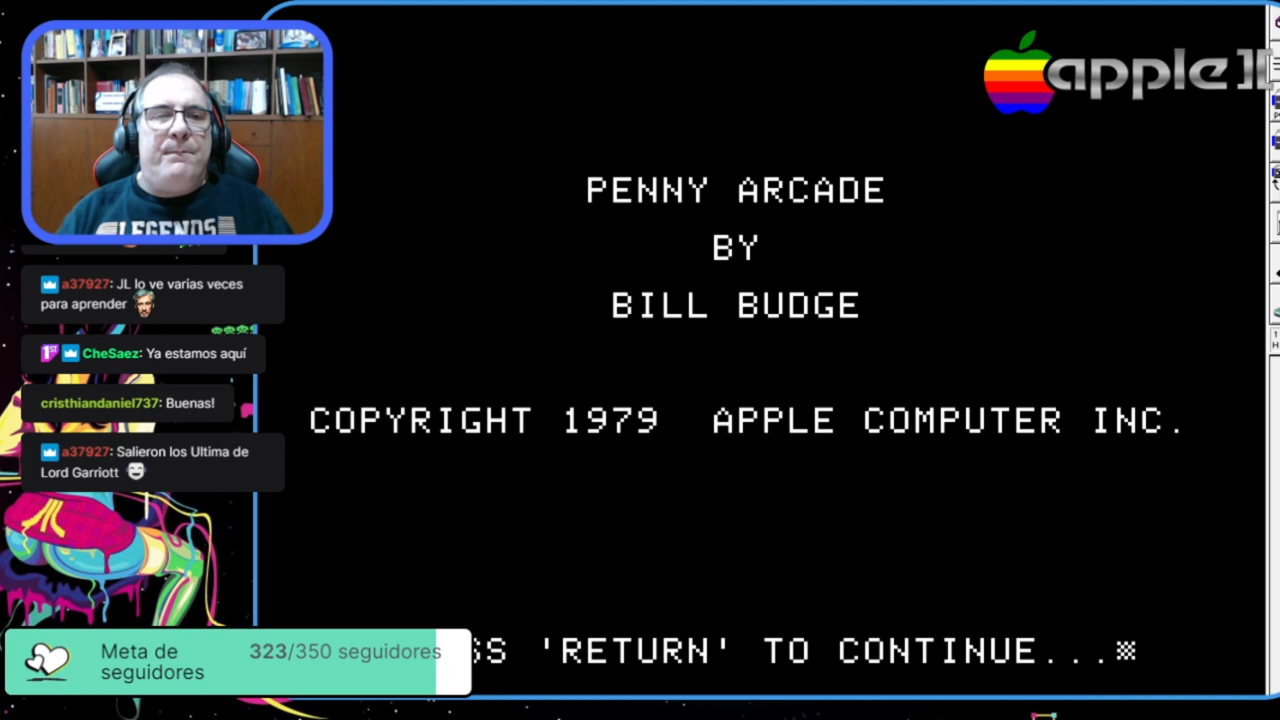 apple ][
LEGENDS
PENNY ARCADE
BY
BILL BUDGE
COPYRIGHT 1979 APPLE COMPUTER INC.
SS 'RETURN' TO CONTINUE...
a37927: JL lo ve varias veces
para aprender
1ST CheSaez: Ya estamos aquí
cristhiandaniel737: Buenas!
a37927: Salieron los Ultima de
Lord Garriott
Meta de
seguidores
323/350 seguidores